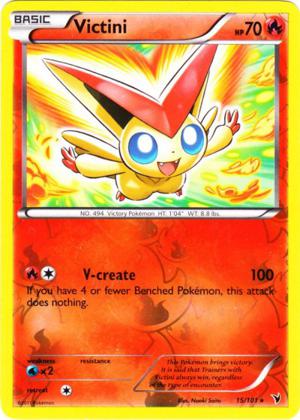 BASIC
Victini
HP70
NO. 494 Victory Pokémon HT. 1'04" WT. 8.8 lbs.
V-create 100
If you have 4 or fewer Benched Pokémon, this attack
does nothing.
weakness resistance
×2
retreat
This Pokémon brings victory.
It is said that Trainers with
Victini always win, regardless
of the type of encounter.
Illus. Naoki Saito
15/101 ★